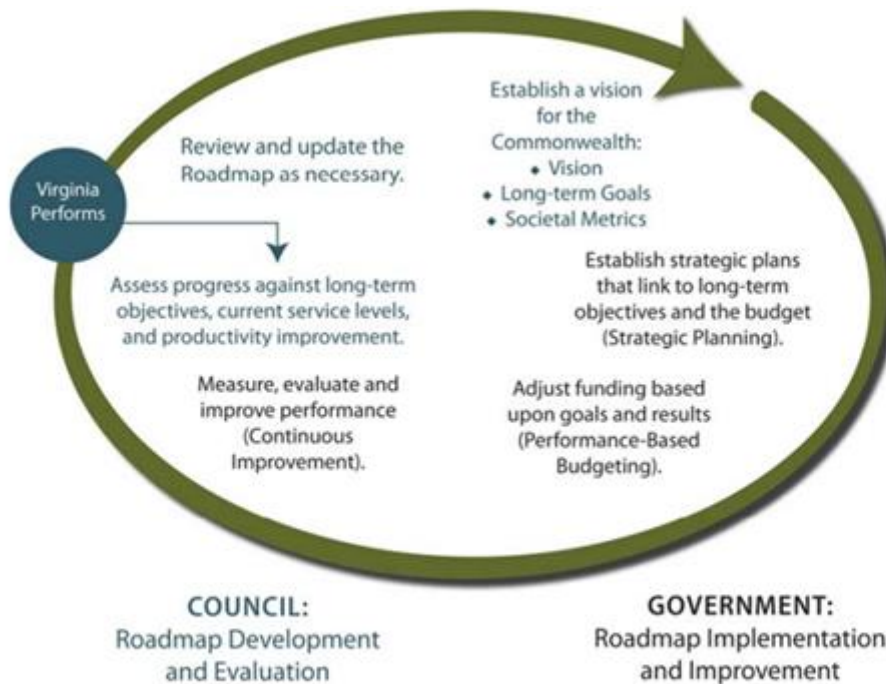 Establish a vision
for the
Commonwealth:
◆ Vision
◆ Long-term Goals
◆ Societal Metrics
Establish strategic plans
that link to long-term
objectives and the budget
(Strategic Planning).
Adjust funding based
upon goals and results
(Performance-Based
Budgeting).
Measure, evaluate and
improve performance
(Continuous
Improvement).
Assess progress against long-term
objectives, current service levels,
and productivity improvement.
Virginia
Performs
Review and update the
Roadmap as necessary.
COUNCIL:
Roadmap Development
and Evaluation
GOVERNMENT:
Roadmap Implementation
and Improvement